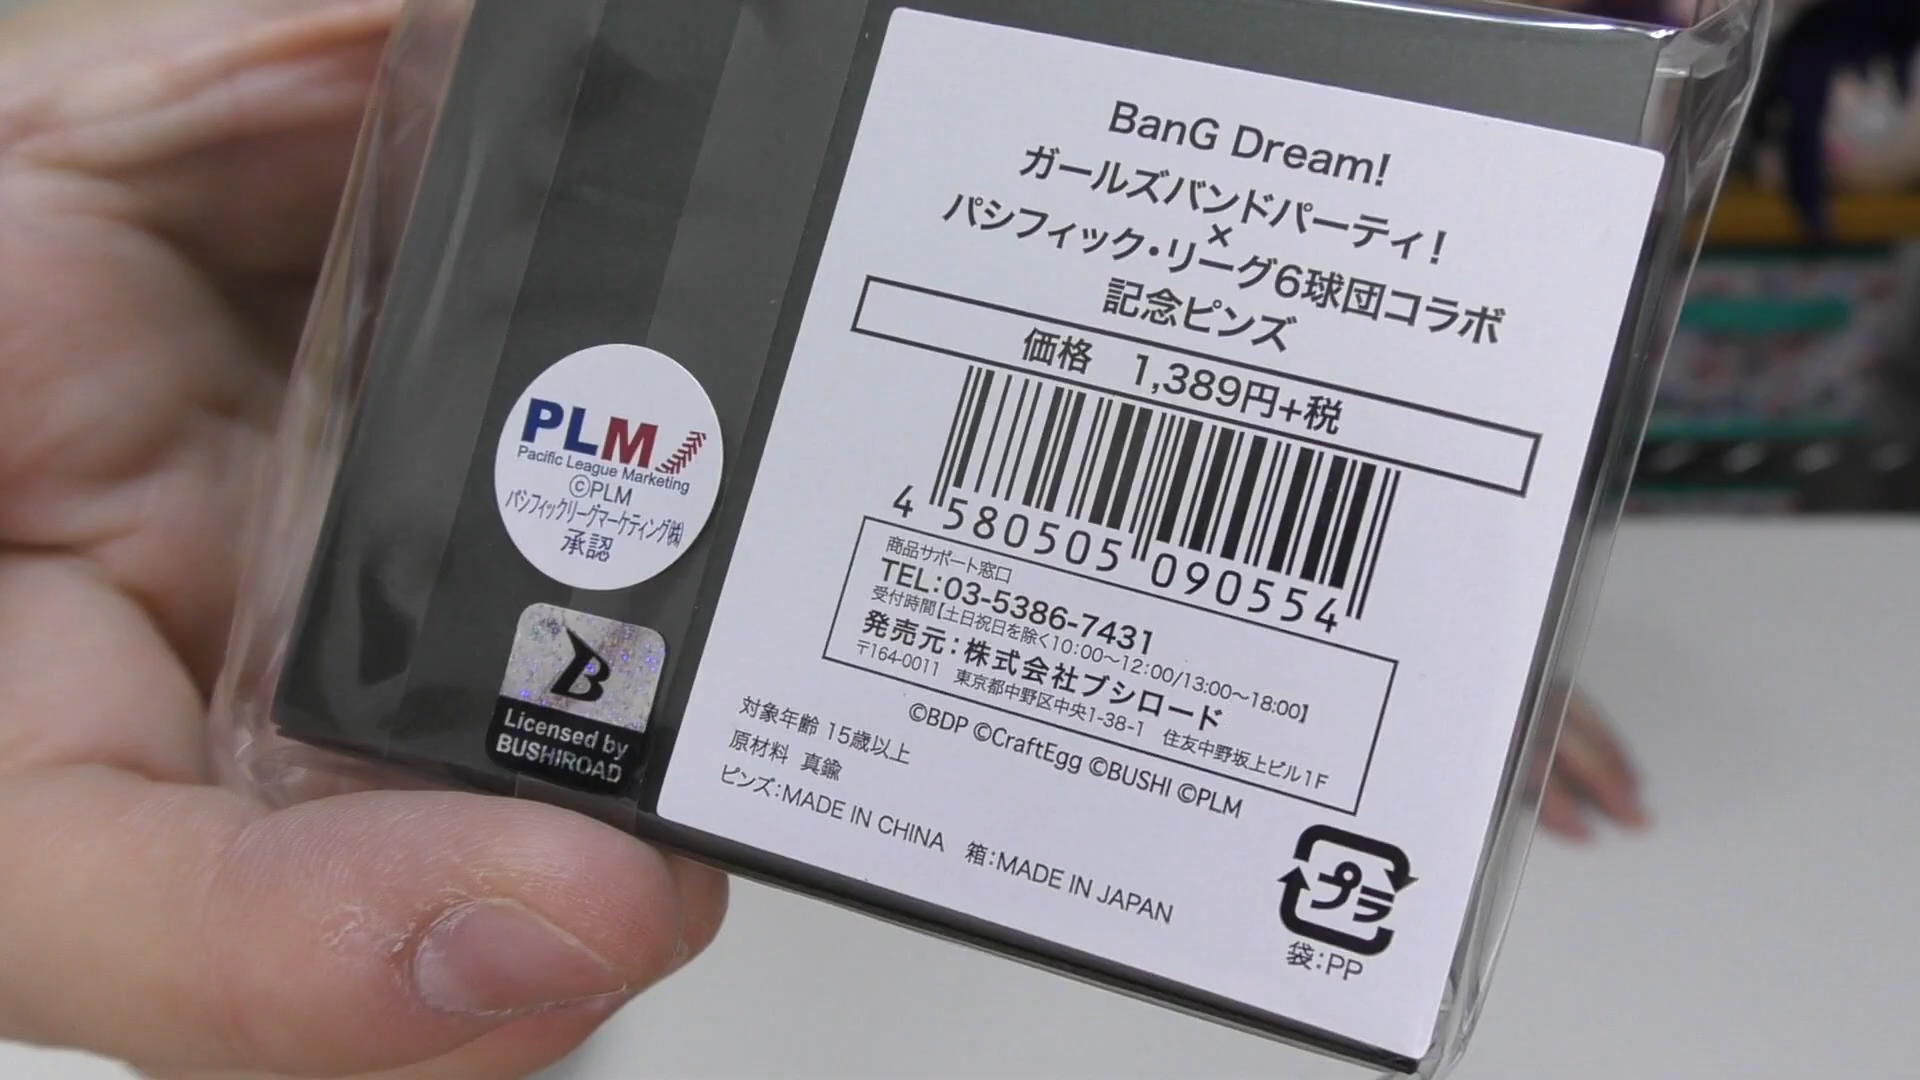 BanG Dream!
ガールズバンドパーティ！
×
パシフィック・リーグ6球団コラボ
記念ピンズ
価格 1,389円+税
4 580505 090554
商品サポート窓口
TEL：03-5386-7431
受付時間【土日祝日を除く10：00～12：00/13：00～18：00】
発売元：株式会社ブシロード
〒164-0011 東京都中野区中央1-38-1 住友中野坂上ビル1F
©BDP ©CraftEgg ©BUSHI ©PLM
対象年齢 15歳以上
原材料 真鍮
ピンズ：MADE IN CHINA 箱：MADE IN JAPAN
プラ
袋：PP
PLM
Pacific League Marketing
©PLM
パシフィックリーグマーケティング㈱
承認
B
Licensed by
BUSHIROAD